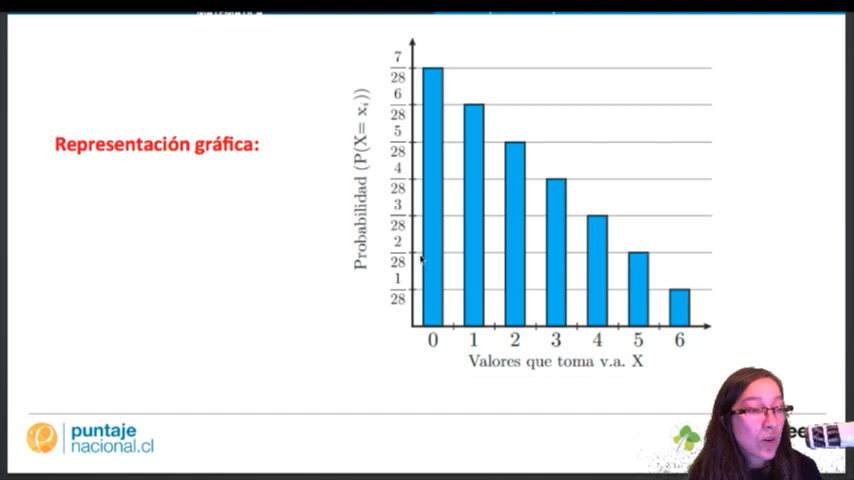 Representación gráfica:
Probabilidad (P(X= xᵢ))
7
28
6
28
5
28
4
28
3
28
2
28
1
28
0 1 2 3 4 5 6
Valores que toma v.a. X
puntaje
nacional.cl